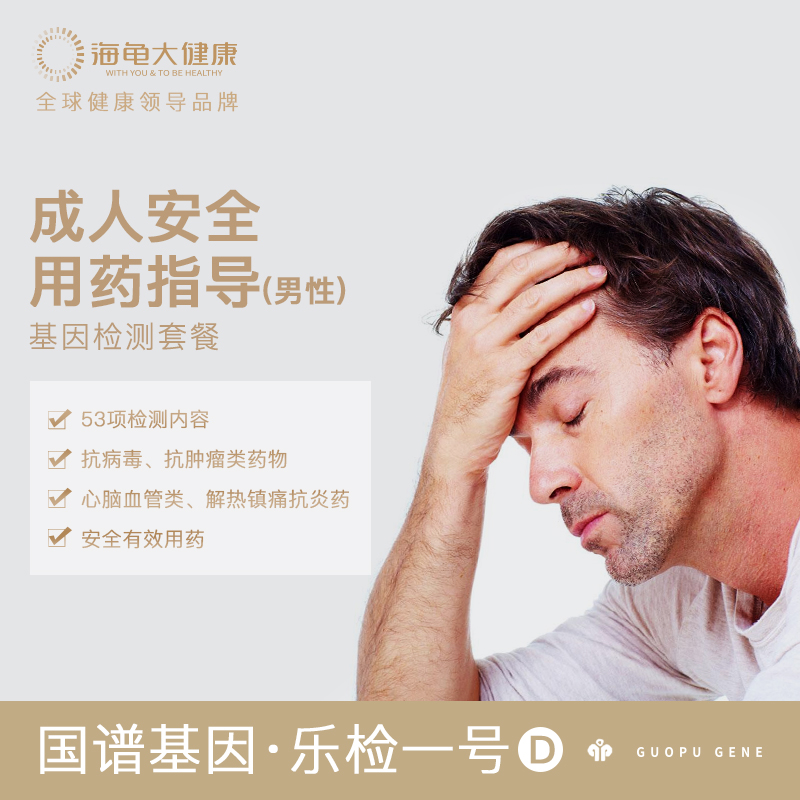 海龟大健康
WITH YOU & TO BE HEALTHY
全球健康领导品牌
成人安全
用药指导(男性)
基因检测套餐
53项检测内容
抗病毒、抗肿瘤类药物
心脑血管类、解热镇痛抗炎药
安全有效用药
国谱基因·乐检一号D
GUOPU GENE